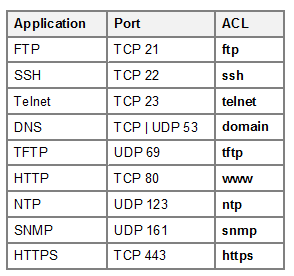 Application Port ACL
FTP TCP 21 ftp
SSH TCP 22 ssh
Telnet TCP 23 telnet
DNS TCP | UDP 53 domain
TFTP UDP 69 tftp
HTTP TCP 80 www
NTP UDP 123 ntp
SNMP UDP 161 snmp
HTTPS TCP 443 https